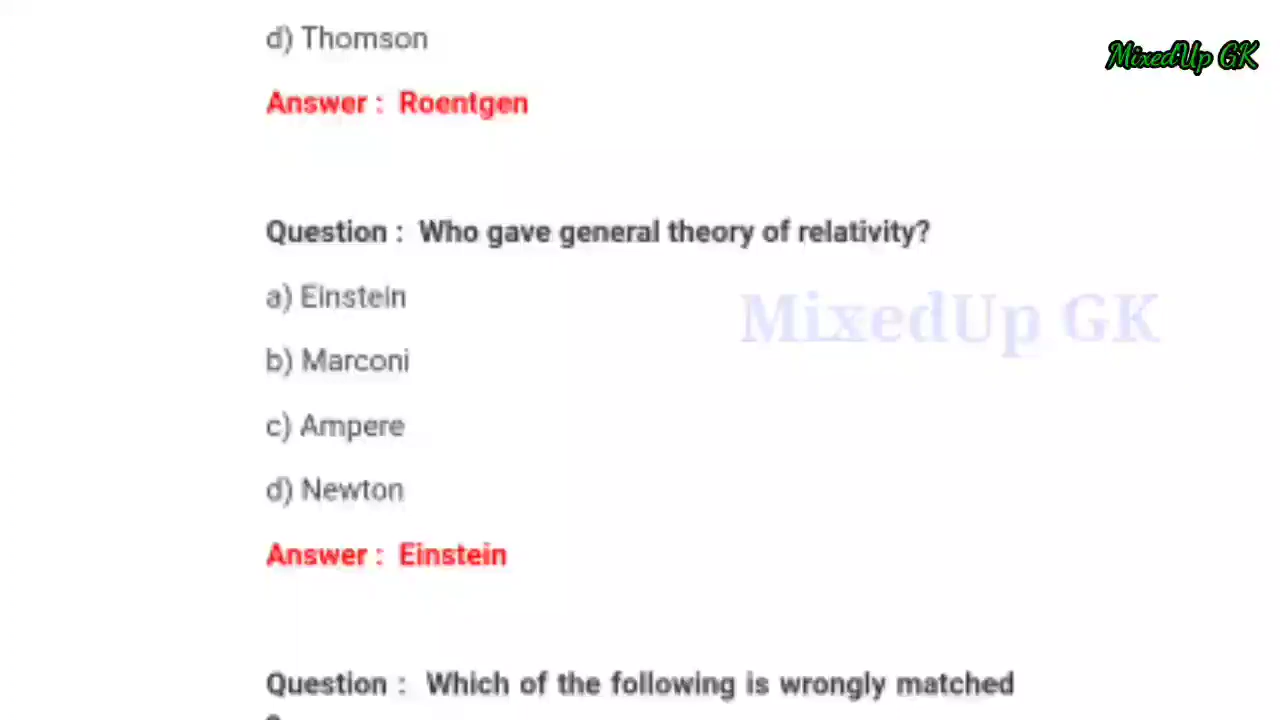 d) Thomson
MixedUp GK
Answer : Roentgen
Question : Who gave general theory of relativity?
a) Einstein
MixedUp GK
b) Marconi
c) Ampere
d) Newton
Answer : Einstein
Question : Which of the following is wrongly matched